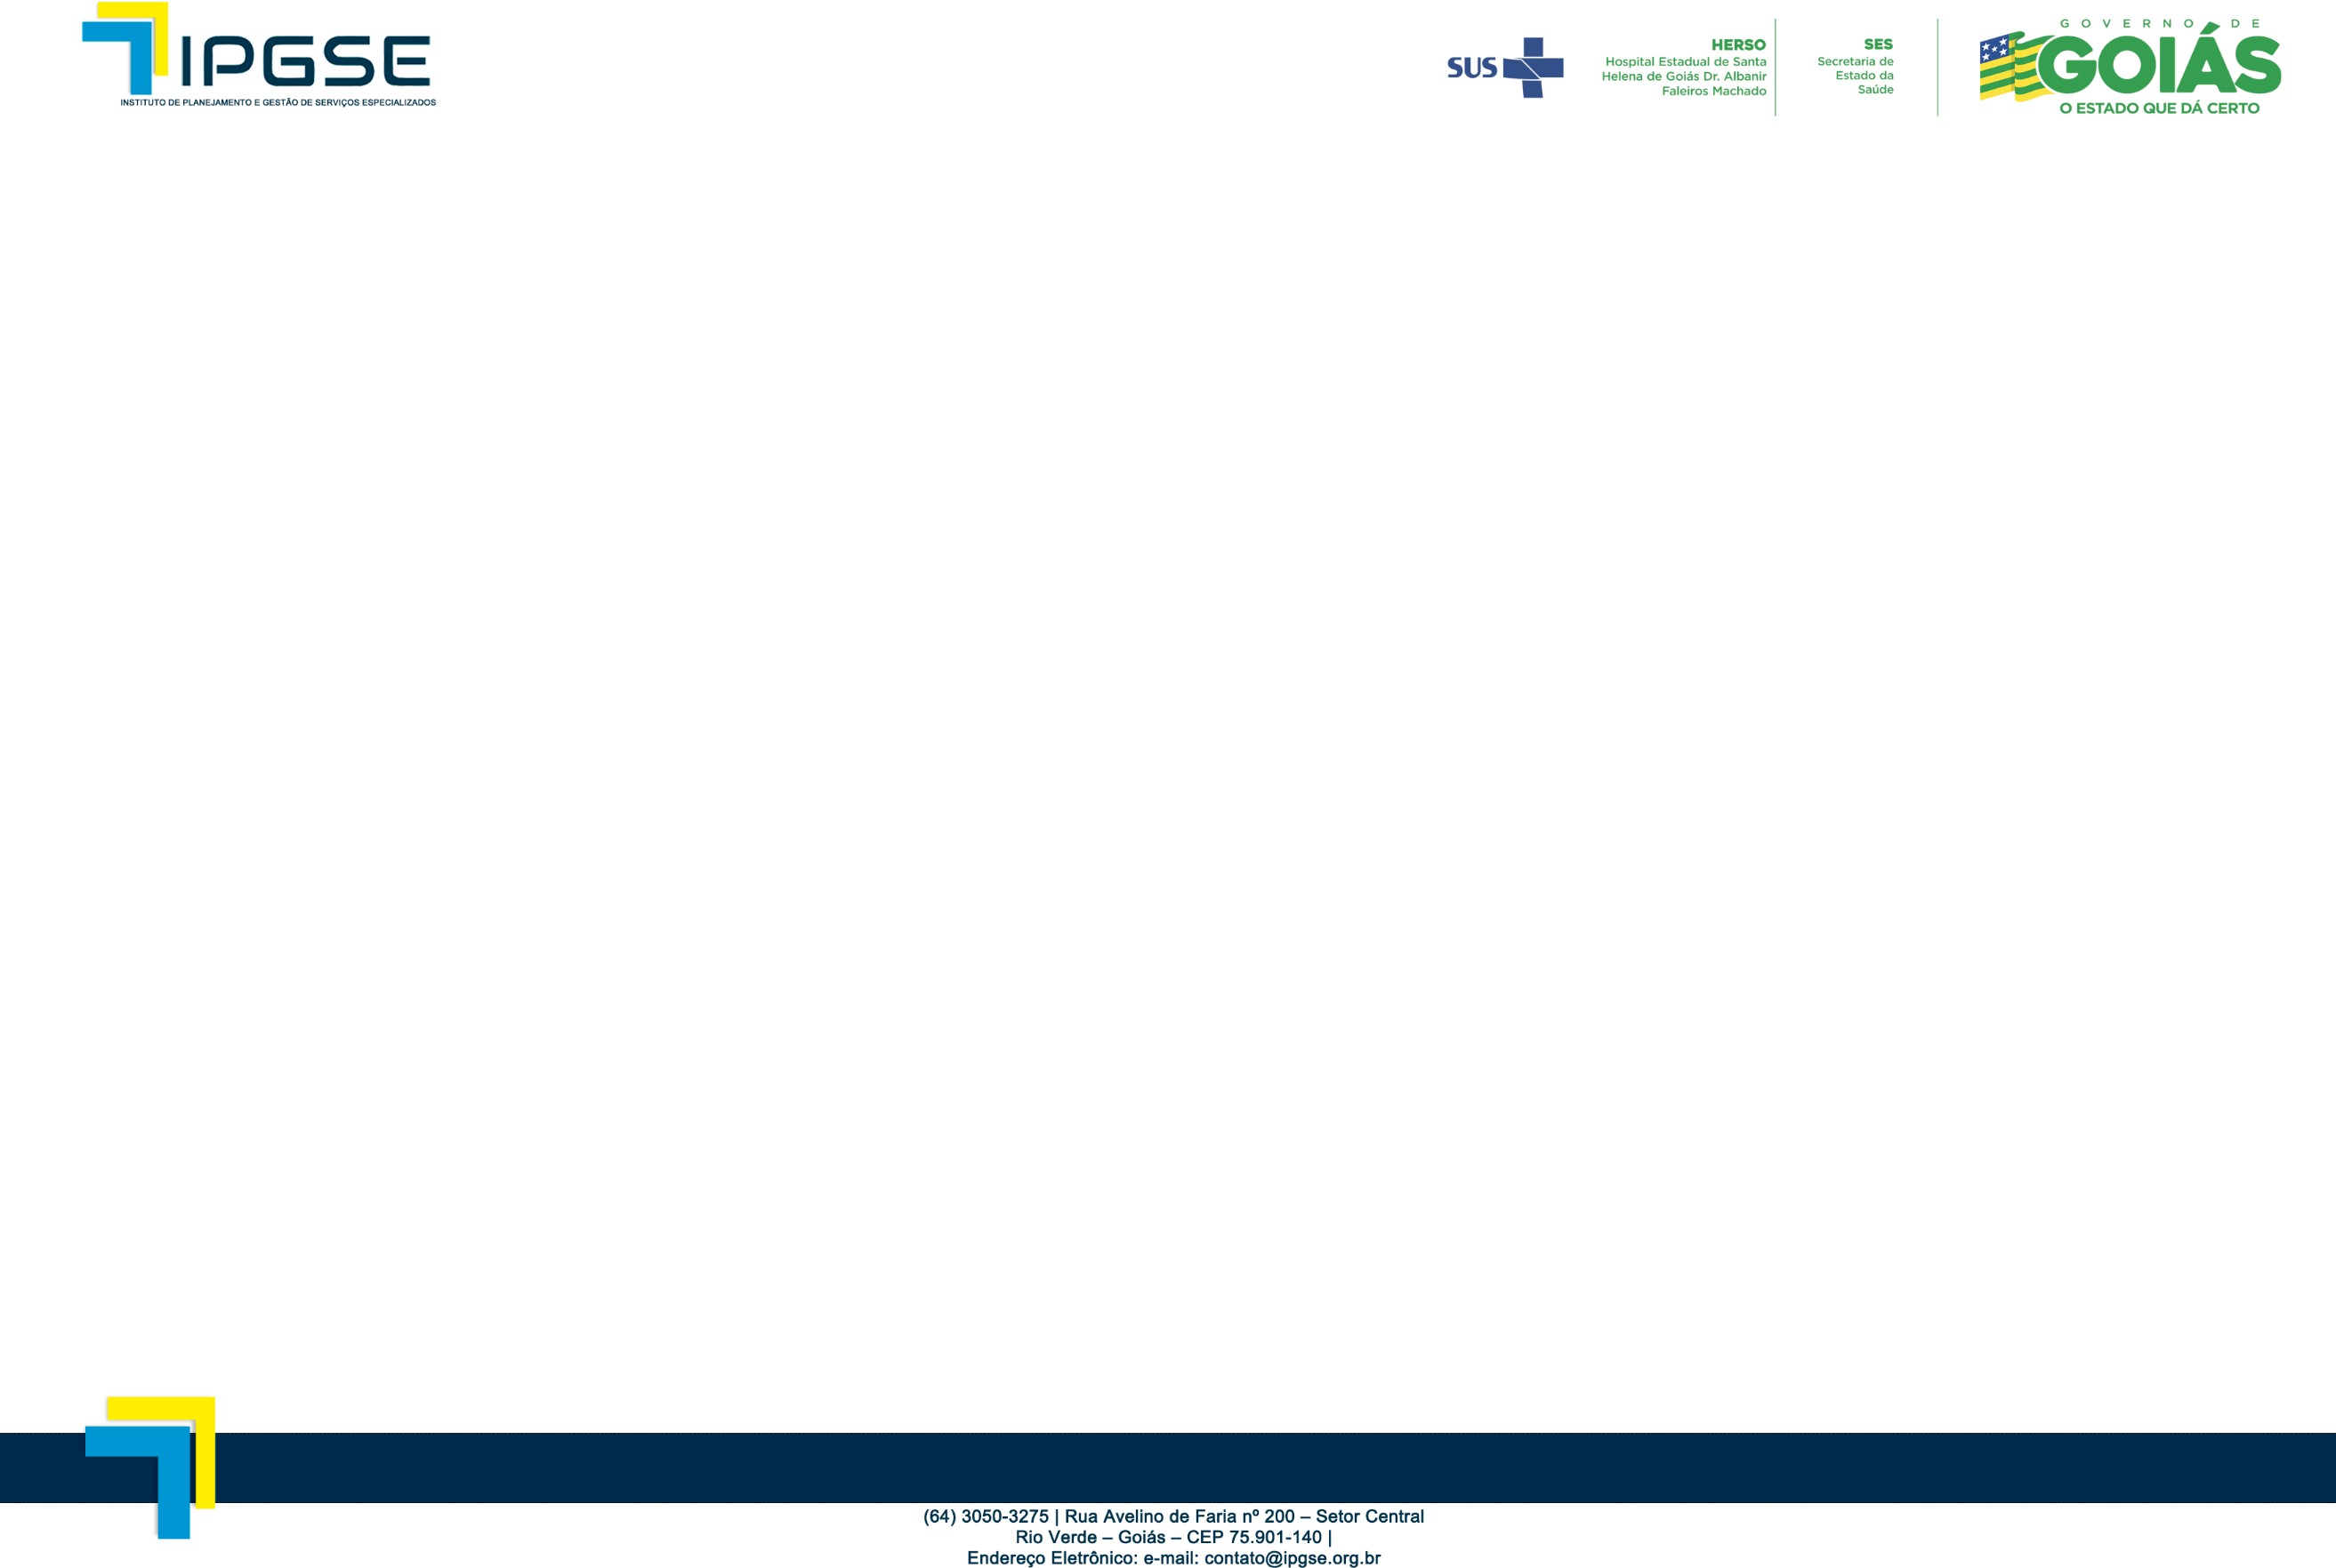 IPGSE
INSTITUTO DE PLANEJAMENTO E GESTÃO DE SERVIÇOS ESPECIALIZADOS
SUS
HERSO
Hospital Estadual de Santa
Helena de Goiás Dr. Albanir
Faleiros Machado
SES
Secretaria de
Estado da
Saúde
GOVERNO DE
GOIÁS
O ESTADO QUE DÁ CERTO
(64) 3050-3275 | Rua Avelino de Faria nº 200 – Setor Central
Rio Verde – Goiás – CEP 75.901-140 |
Endereço Eletrônico: e-mail: contato@ipgse.org.br